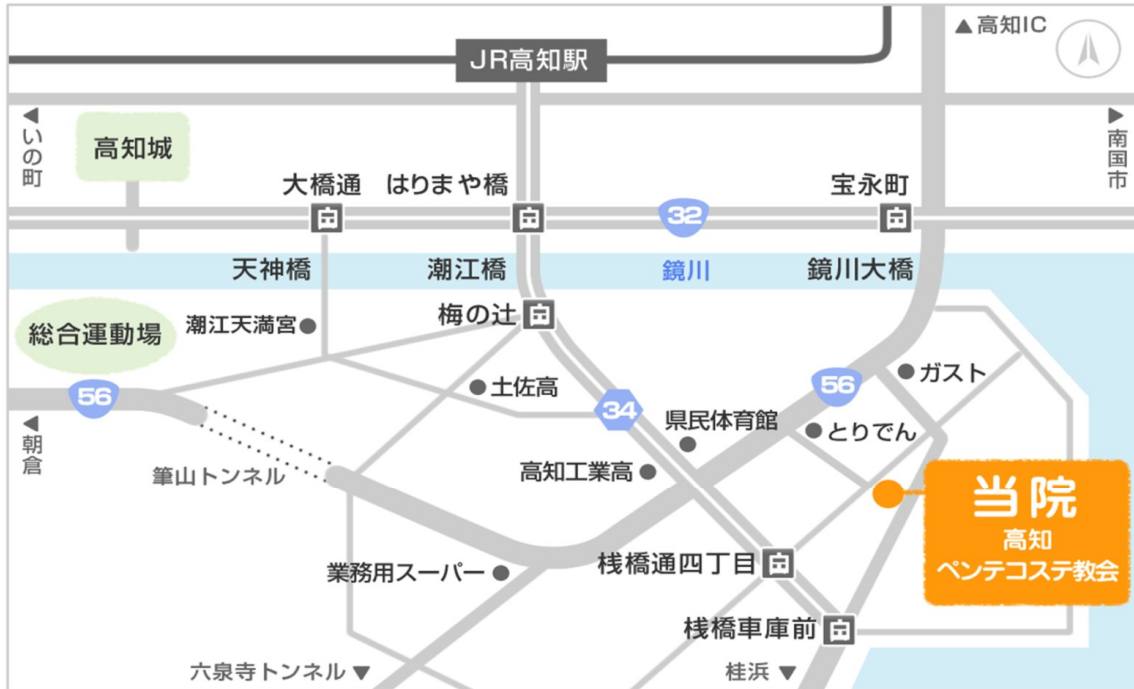 ▲高知IC
JR高知駅
◀いの町
高知城
▶南国市
大橋通
はりまや橋
宝永町
32
天神橋
潮江橋
鏡川
鏡川大橋
総合運動場
潮江天満宮
梅の辻
56
土佐高
34
56
ガスト
県民体育館
とりでん
◀朝倉
筆山トンネル
高知工業高
当院
高知
ペンテコステ教会
業務用スーパー
桟橋通四丁目
桟橋車庫前
六泉寺トンネル▼
桂浜▼